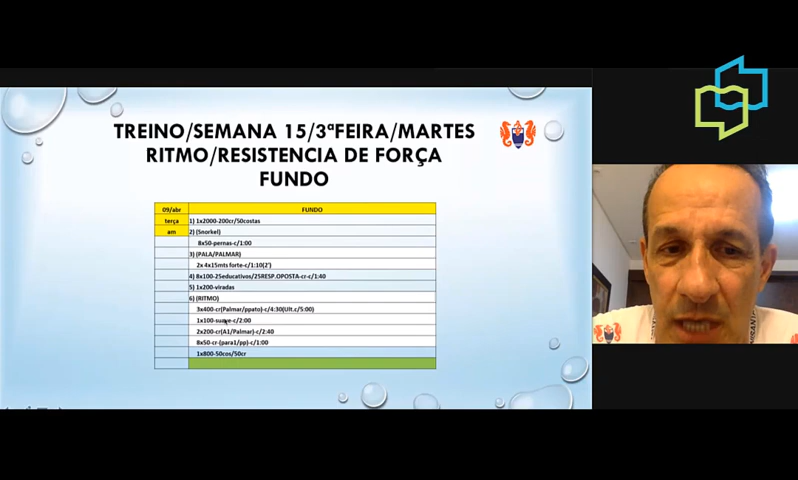 TREINO/SEMANA 15/3ªFEIRA/MARTES
RITMO/RESISTENCIA DE FORÇA
FUNDO
09/abr FUNDO
terça 1) 1x2000-200cr/50costas
am 2) (Snorkel)
8x50-pernas-c/1:00
3) (PALA/PALMAR)
2x 4x15mts forte-c/1:10(2')
4) 8x100-25educativos/25RESP.OPOSTA-cr-c/1:40
5) 1x200-viradas
6) (RITMO)
3x400-cr(Palmar/ppato)-c/4:30(Ult.c/5:00)
1x100-suave-c/2:00
2x200-cr(A1/Palmar)-c/2:40
8x50-cr-(para1/pp)-c/1:00
1x800-50cos/50cr